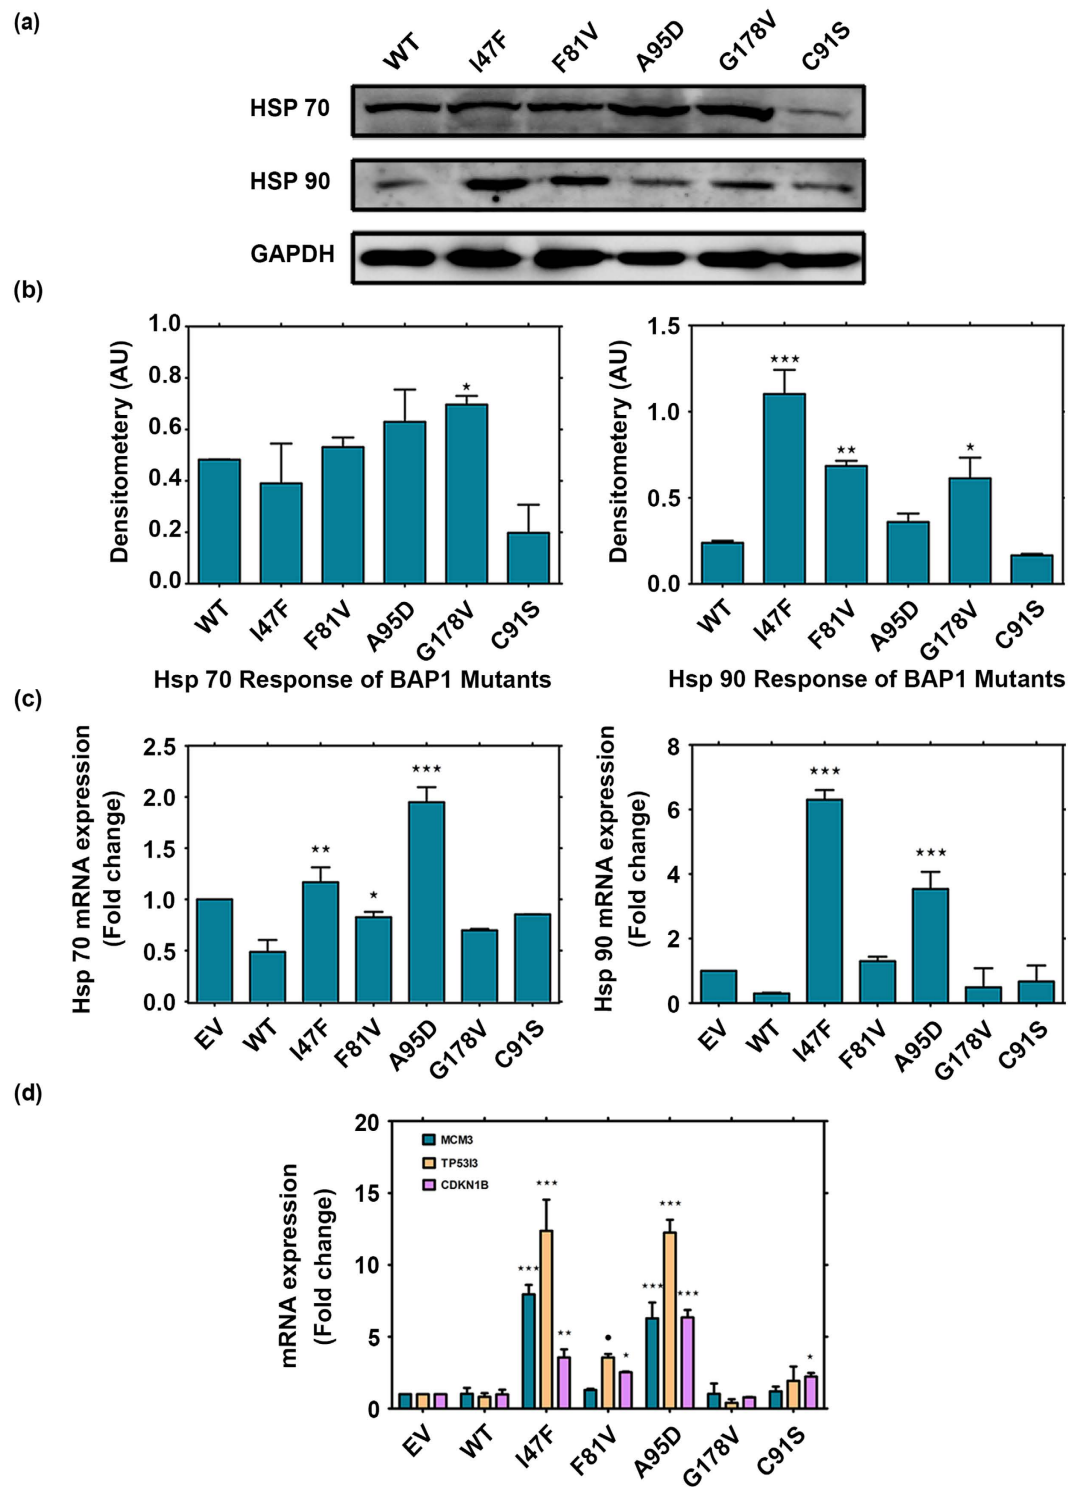 (a)
WT I47F F81V A95D G178V C91S
HSP 70
HSP 90
GAPDH
(b)
Densitometery (AU)
1.0
0.8
0.6
0.4
0.2
0.0
*
WT I47F F81V A95D G178V C91S
Hsp 70 Response of BAP1 Mutants
Densitometery (AU)
1.5
1.0
0.5
0.0
*** ** *
WT I47F F81V A95D G178V C91S
Hsp 90 Response of BAP1 Mutants
(c)
Hsp 70 mRNA expression
(Fold change)
2.5
2.0
1.5
1.0
0.5
0.0
** * ***
EV WT I47F F81V A95D G178V C91S
Hsp 90 mRNA expression
(Fold change)
8
6
4
2
0
*** ***
EV WT I47F F81V A95D G178V C91S
(d)
mRNA expression
(Fold change)
20
15
10
5
0
MCM3
TP53I3
CDKN1B
*** *** ** • * *** *** *** *
EV WT I47F F81V A95D G178V C91S